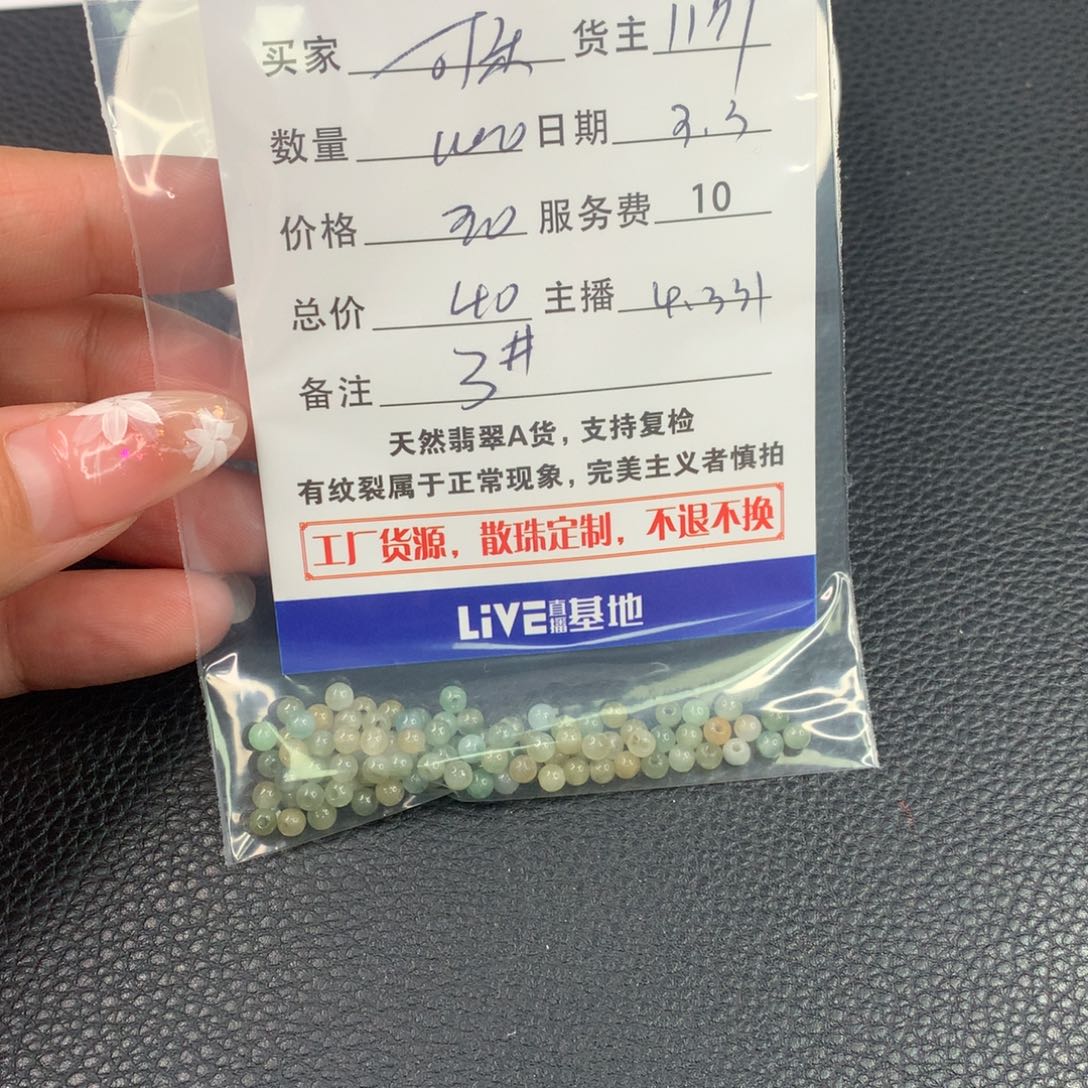 买家 货主
数量 日期 3.3
价格 30 服务费 10
总价 40 主播
备注 3#
天然翡翠A货，支持复检
有纹裂属于正常现象，完美主义者慎拍
工厂货源，散珠定制，不退不换
LiVE直播基地